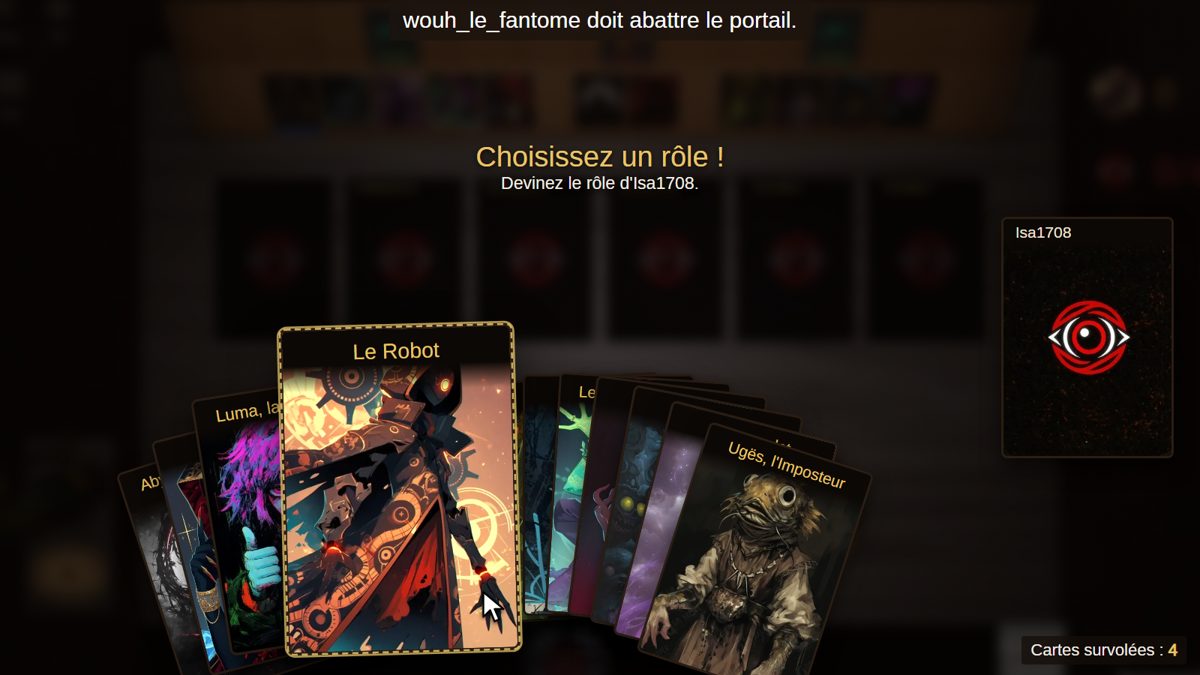 wouh_le_fantome doit abattre le portail.
Choisissez un rôle !
Devinez le rôle d'Isa1708.
Isa1708
Le Robot
Luma, la
Le
Ab
Ugës, l'Imposteur
Cartes survolées : 4